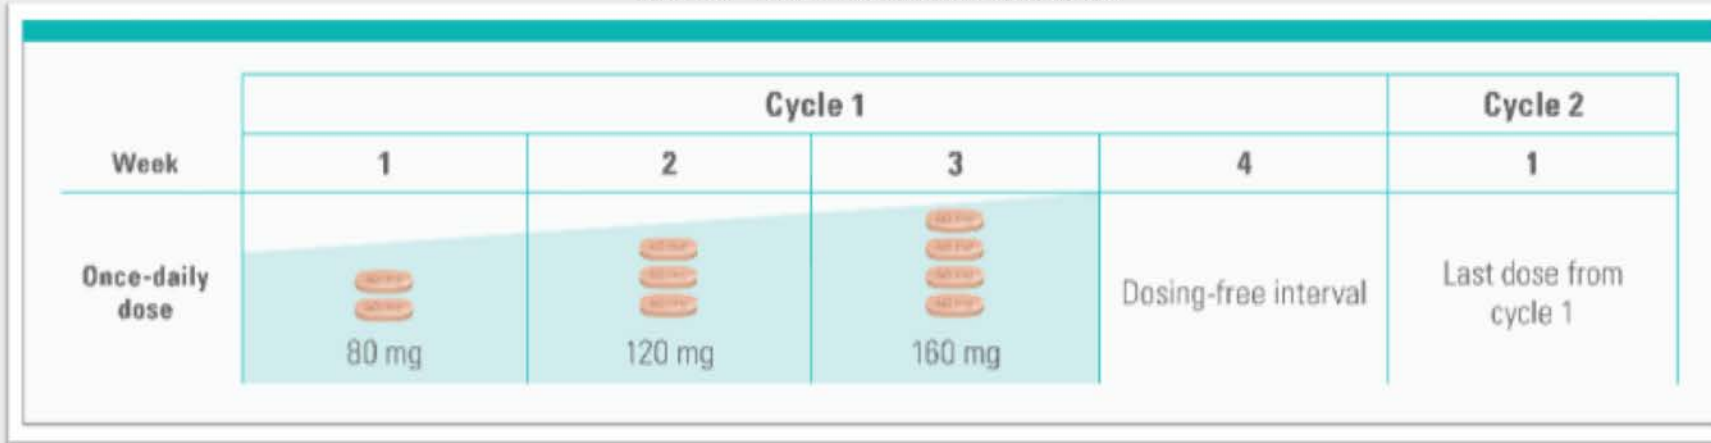 Cycle 1
Cycle 2
Week
1
2
3
4
1
Once-daily
dose
80 mg
120 mg
160 mg
Dosing-free interval
Last dose from
cycle 1